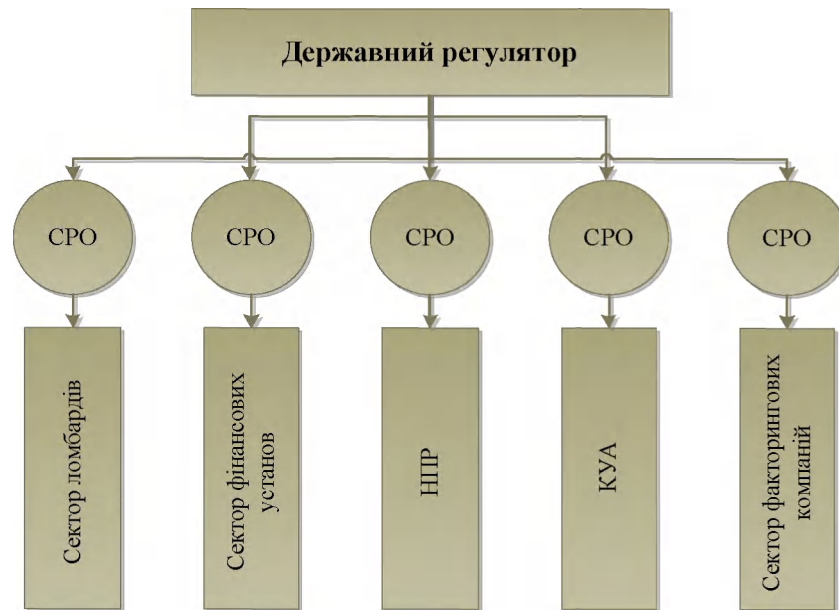 Державний регулятор
СРО
СРО
СРО
СРО
СРО
Сектор ломбардів
Сектор фінансових
установ
НПР
КУА
Сектор факторингових
компаній